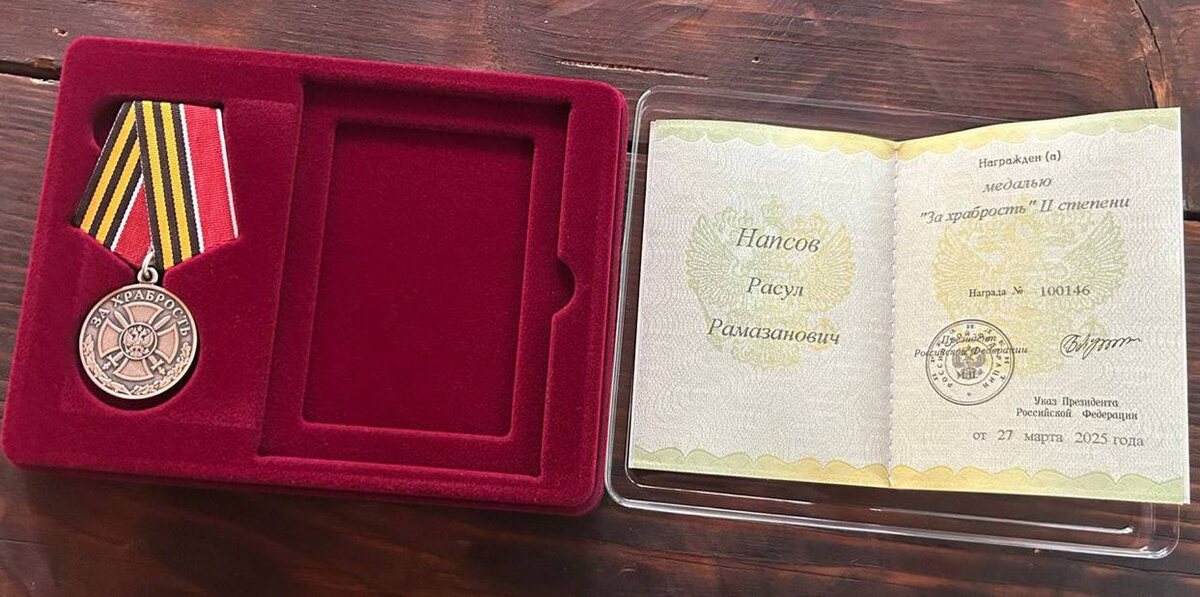 ЗА ХРАБРОСТЬ
Напсов
Расул
Рамазанович
Награжден (а)
медалью
"За храбрость" II степени
Награда № 100146
Президент
Российской Федерации
М.П.
Указ Президента
Российской Федерации
от 27 марта 2025 года